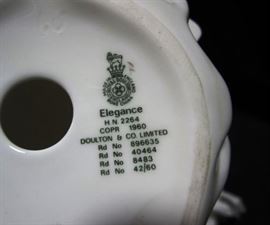 Elegance
H N 2264
COPR 1960
DOULTON & CO. LIMITED
Rd No 896635
Rd No 40464
Rd No 8483
Rd No 42/60